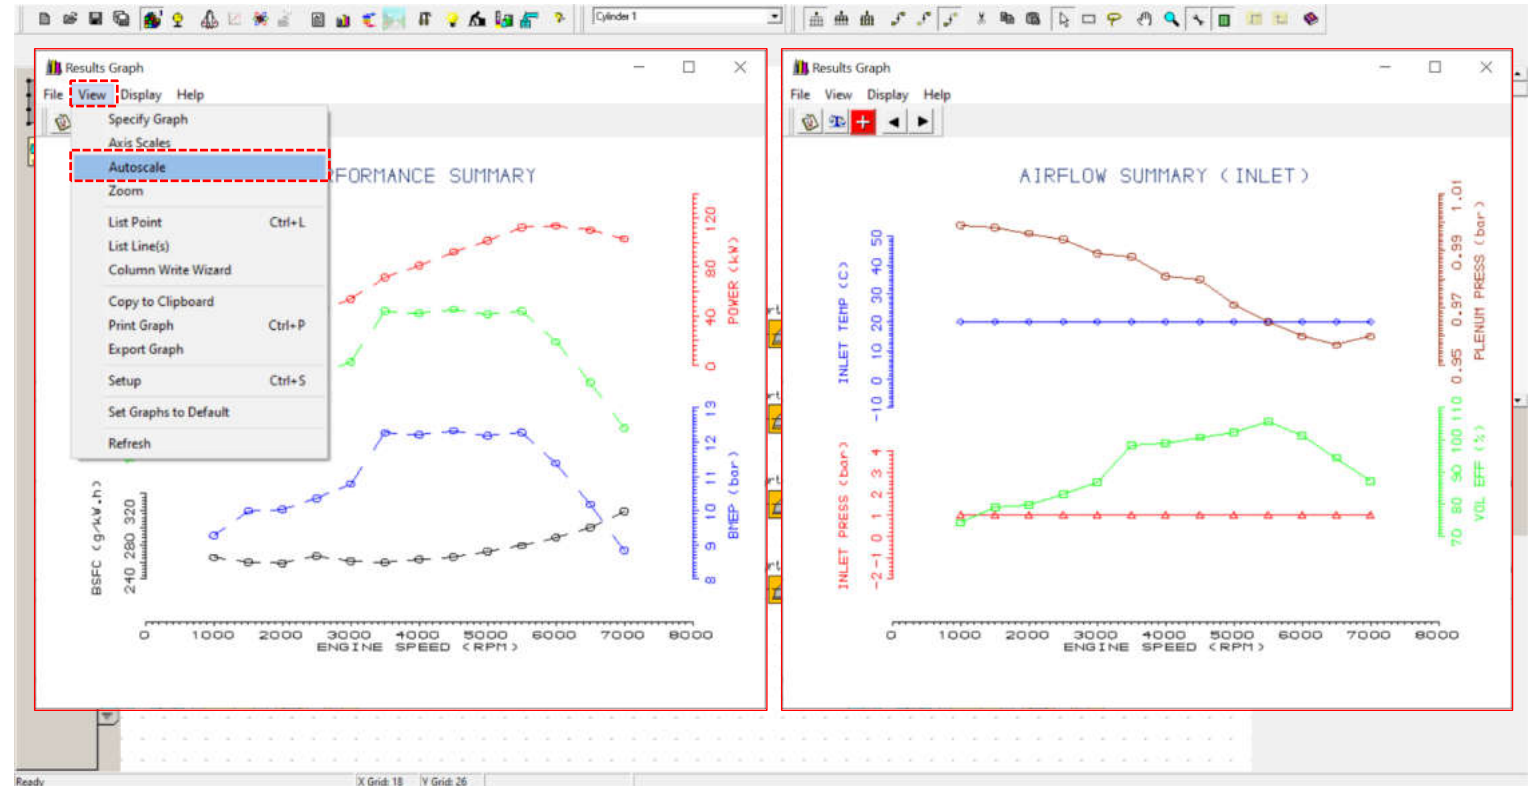 Cylinder 1
Results Graph
File View Display Help
Specify Graph
Axis Scales
Autoscale
Zoom
List Point Ctrl+L
List Line(s)
Column Write Wizard
Copy to Clipboard
Print Graph Ctrl+P
Export Graph
Setup Ctrl+S
Set Graphs to Default
Refresh
FORMANCE SUMMARY
0 40 80 120
POWER (kW)
8 9 10 11 12 13
BMEP (bar)
BSFC (g/kW.h)
240 280 320
0 1000 2000 3000 4000 5000 6000 7000 8000
ENGINE SPEED (RPM)
Results Graph
File View Display Help
AIRFLOW SUMMARY (INLET)
INLET TEMP (C)
-10 0 10 20 30 40 50
0.95 0.97 0.99 1.01
PLENUM PRESS (bar)
INLET PRESS (bar)
-2 -1 0 1 2 3 4
70 80 90 100 110
VOL EFF (%)
0 1000 2000 3000 4000 5000 6000 7000 8000
ENGINE SPEED (RPM)
rt
rt
rt
rt
Ready X Grid: 18 Y Grid: 26